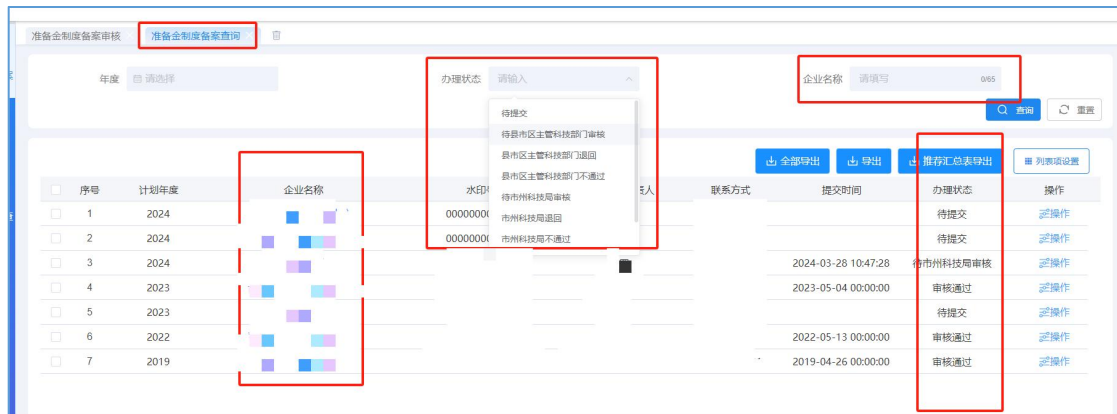 准备金制度备案审核 准备金制度备案查询
年度 请选择 办理状态 请输入 企业名称 请填写 0/65
查询 重置
待提交
待县市区主管科技部门审核
县市区主管科技部门退回
县市区主管科技部门不通过
待市州科技局审核
市州科技局退回
市州科技局不通过
全部导出 导出 推荐汇总表导出 列表项设置
序号 计划年度 企业名称 水印 人 联系方式 提交时间 办理状态 操作
1 2024 00000000 待提交 操作
2 2024 00000000 待提交 操作
3 2024 2024-03-28 10:47:28 待市州科技局审核 操作
4 2023 2023-05-04 00:00:00 审核通过 操作
5 2023 待提交 操作
6 2022 2022-05-13 00:00:00 审核通过 操作
7 2019 2019-04-26 00:00:00 审核通过 操作